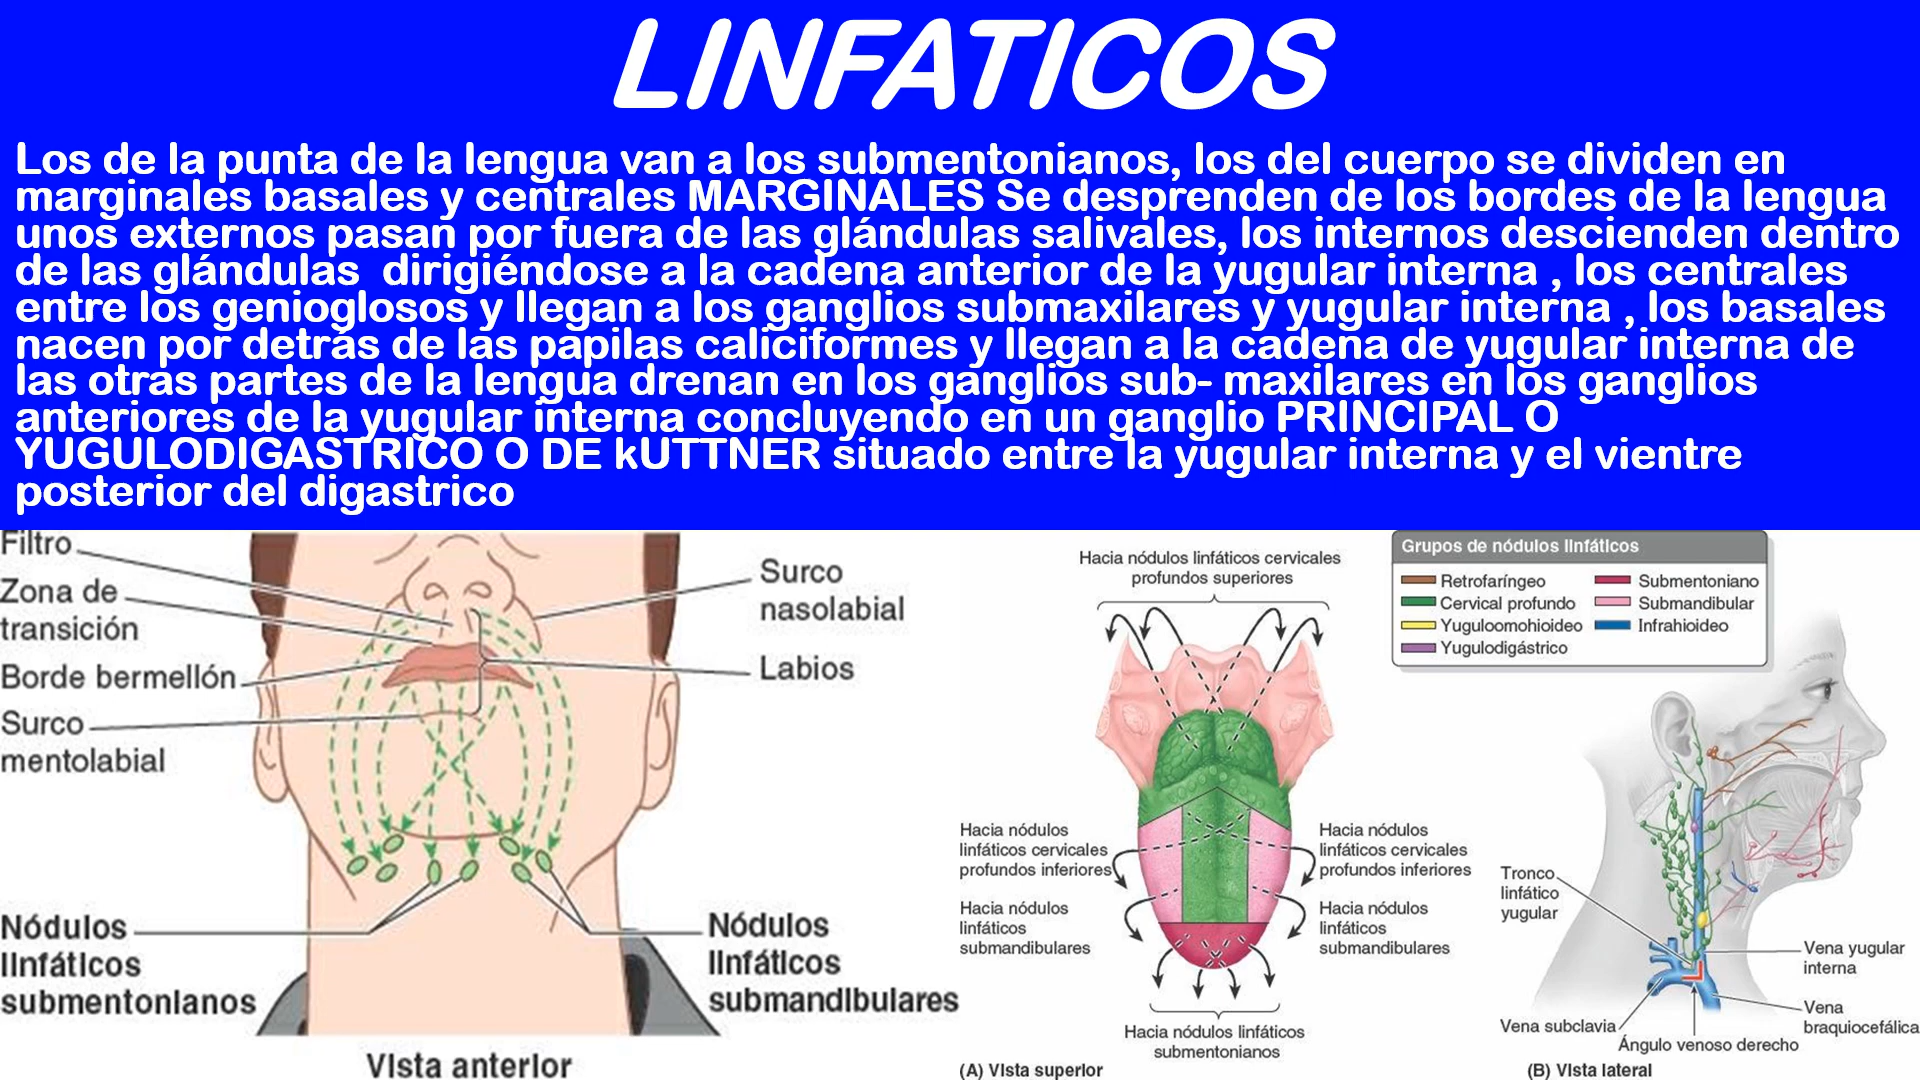 LINFATICOS
Los de la punta de la lengua van a los submentonianos, los del cuerpo se dividen en
marginales basales y centrales MARGINALES Se desprenden de los bordes de la lengua
unos externos pasan por fuera de las glándulas salivales, los internos descienden dentro
de las glándulas dirigiéndose a la cadena anterior de la yugular interna , los centrales
entre los genioglosos y llegan a los ganglios submaxilares y yugular interna , los basales
nacen por detrás de las papilas caliciformes y llegan a la cadena de yugular interna de
las otras partes de la lengua drenan en los ganglios sub- maxilares en los ganglios
anteriores de la yugular interna concluyendo en un ganglio PRINCIPAL O
YUGULODIGASTRICO O DE kUTTNER situado entre la yugular interna y el vientre
posterior del digastrico
Filtro
Zona de
transición
Borde bermellón
Surco
mentolabial
Surco
nasolabial
Labios
Nódulos
linfáticos
submentonianos
Nódulos
linfáticos
submandibulares
Vista anterior
Hacia nódulos linfáticos cervicales
profundos superiores
Hacia nódulos
linfáticos cervicales
profundos inferiores
Hacia nódulos
linfáticos
submandibulares
Hacia nódulos
linfáticos cervicales
profundos inferiores
Hacia nódulos
linfáticos
submandibulares
Hacia nódulos linfáticos
submentonianos
(A) Vista superior
Grupos de nódulos linfáticos
Retrofaríngeo
Cervical profundo
Yuguloomohioideo
Yugulodigástrico
Submentoniano
Submandibular
Infrahioideo
Tronco
linfático
yugular
Vena yugular
interna
Vena
braquiocefálica
Vena subclavia
Ángulo venoso derecho
(B) Vista lateral